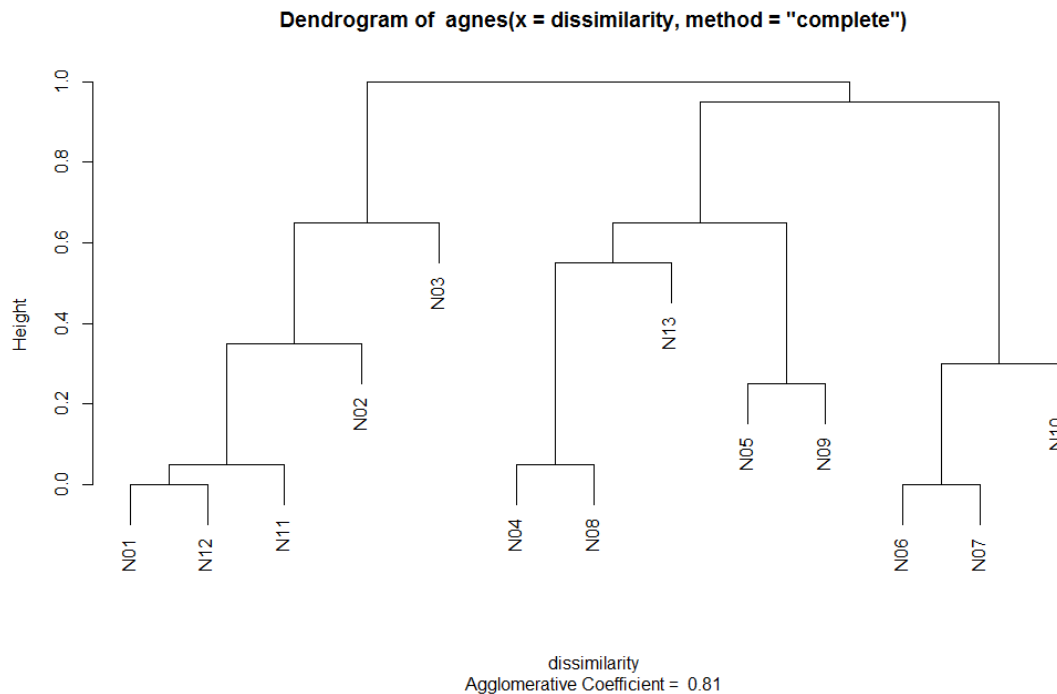 Dendrogram of agnes(x = dissimilarity, method = "complete")
1.0
0.8
0.6
0.4
0.2
0.0
Height
N03
N13
N02
N05
N09
N10
N01
N12
N11
N04
N08
N06
N07
dissimilarity
Agglomerative Coefficient = 0.81